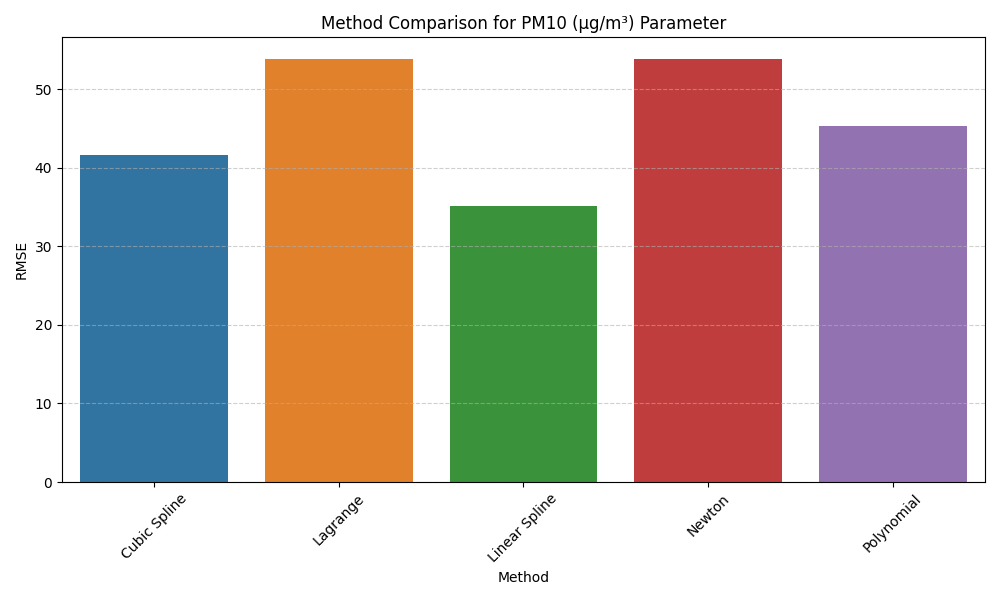 Method Comparison for PM10 (µg/m³) Parameter
RMSE
50
40
30
20
10
0
Cubic Spline
Lagrange
Linear Spline
Newton
Polynomial
Method